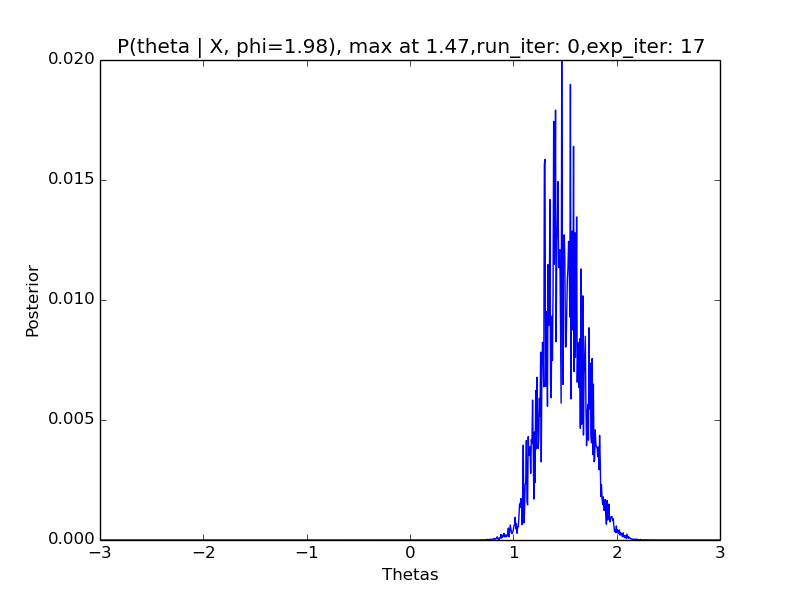 P(theta | X, phi=1.98), max at 1.47,run_iter: 0,exp_iter: 17
0.020
0.015
0.010
0.005
0.000
Posterior
−3 −2 −1 0 1 2 3
Thetas